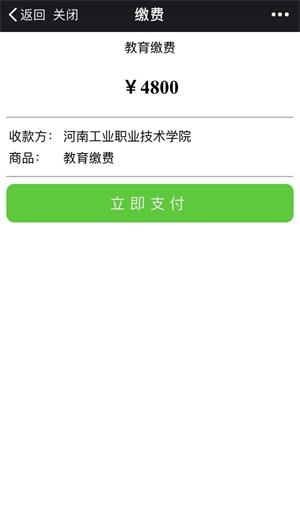 返回 关闭 缴费
教育缴费
¥4800
收款方： 河南工业职业技术学院
商品： 教育缴费
立即支付